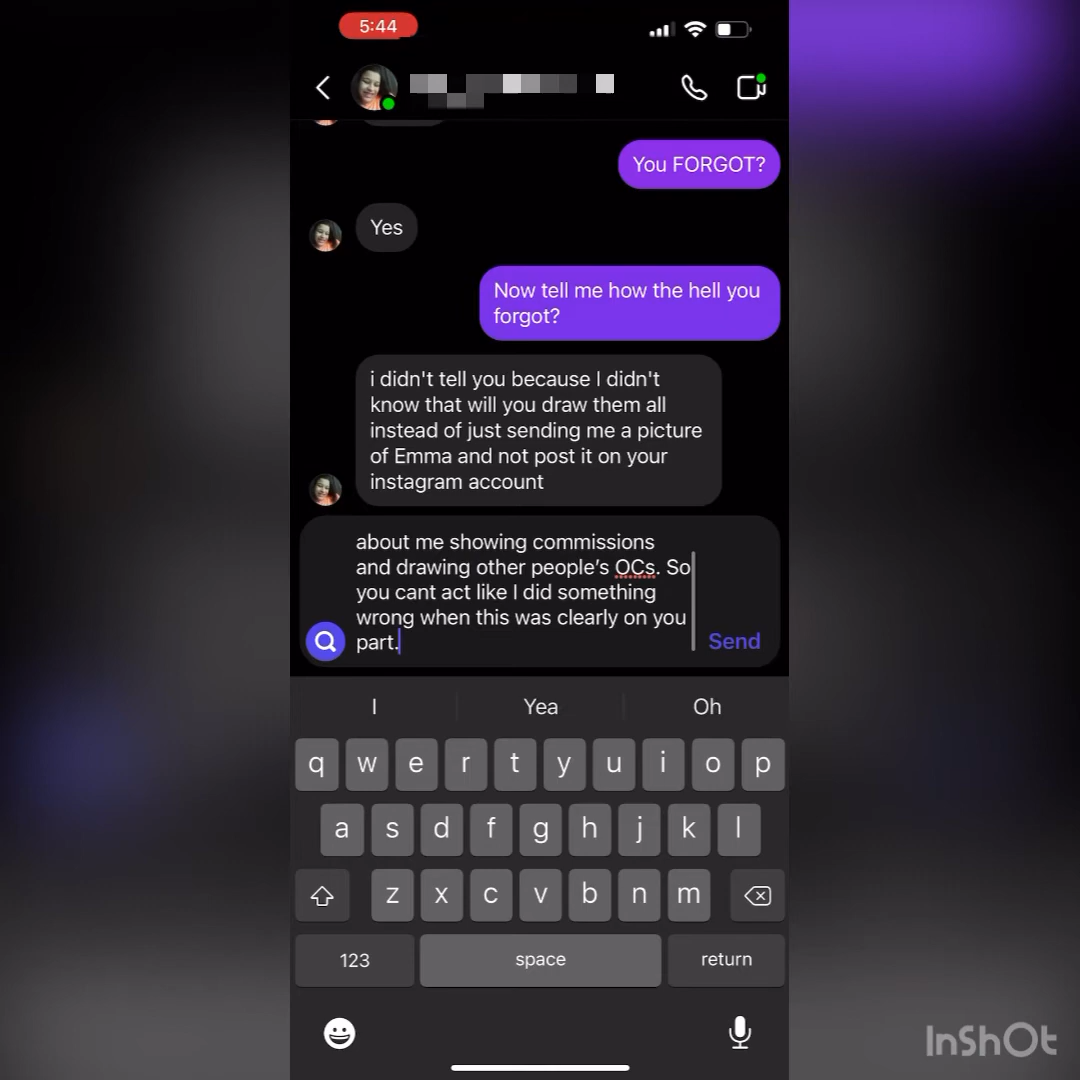 5:44
You FORGOT?
Yes
Now tell me how the hell you
forgot?
i didn't tell you because I didn't
know that will you draw them all
instead of just sending me a picture
of Emma and not post it on your
instagram account
about me showing commissions
and drawing other people's OCs. So
you cant act like I did something
wrong when this was clearly on you
part.
Send
I Yea Oh
q w e r t y u i o p
a s d f g h j k l
z x c v b n m
123 space return
InShOt